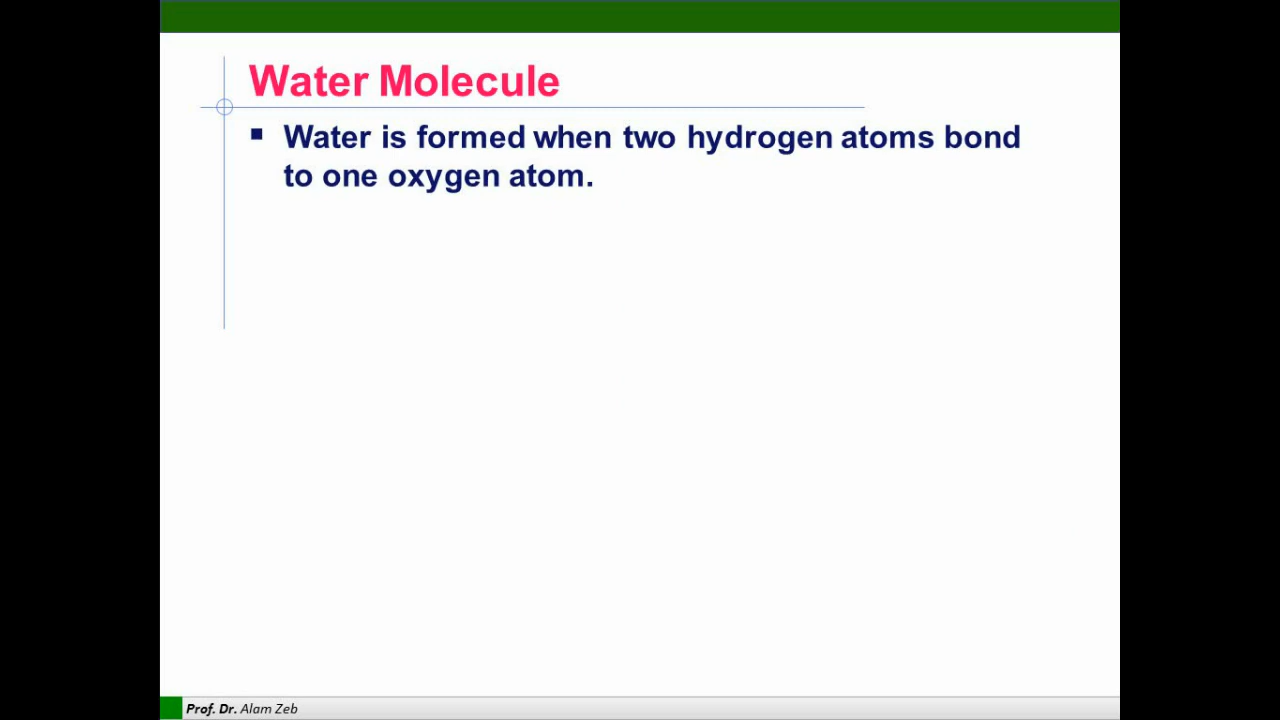 Water Molecule
▪ Water is formed when two hydrogen atoms bond
to one oxygen atom.
Prof. Dr. Alam Zeb